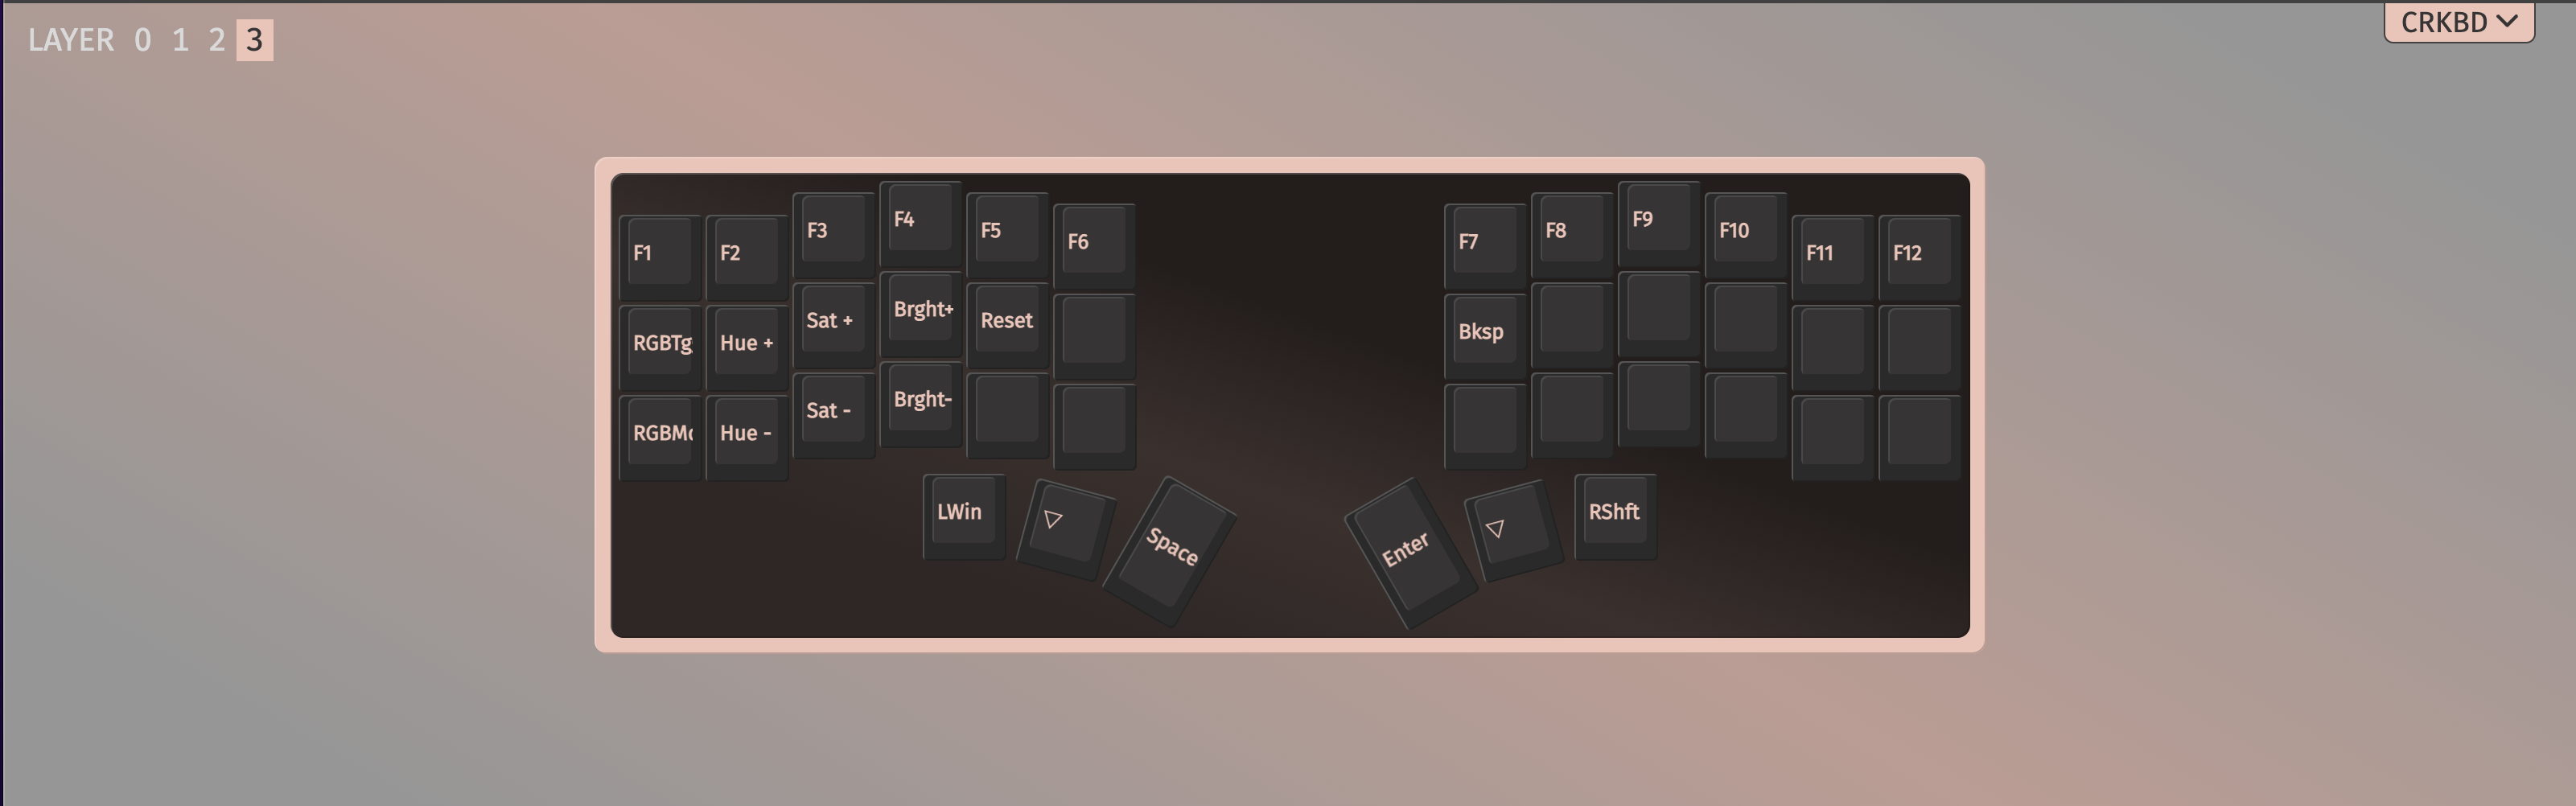 LAYER 0 1 2 3
CRKBD
F1 F2 F3 F4 F5 F6 F7 F8 F9 F10 F11 F12
RGBTg Hue + Sat + Brght+ Reset Bksp
Hue - Sat - Brght-
LWin ▽ Space Enter ▽ RShft